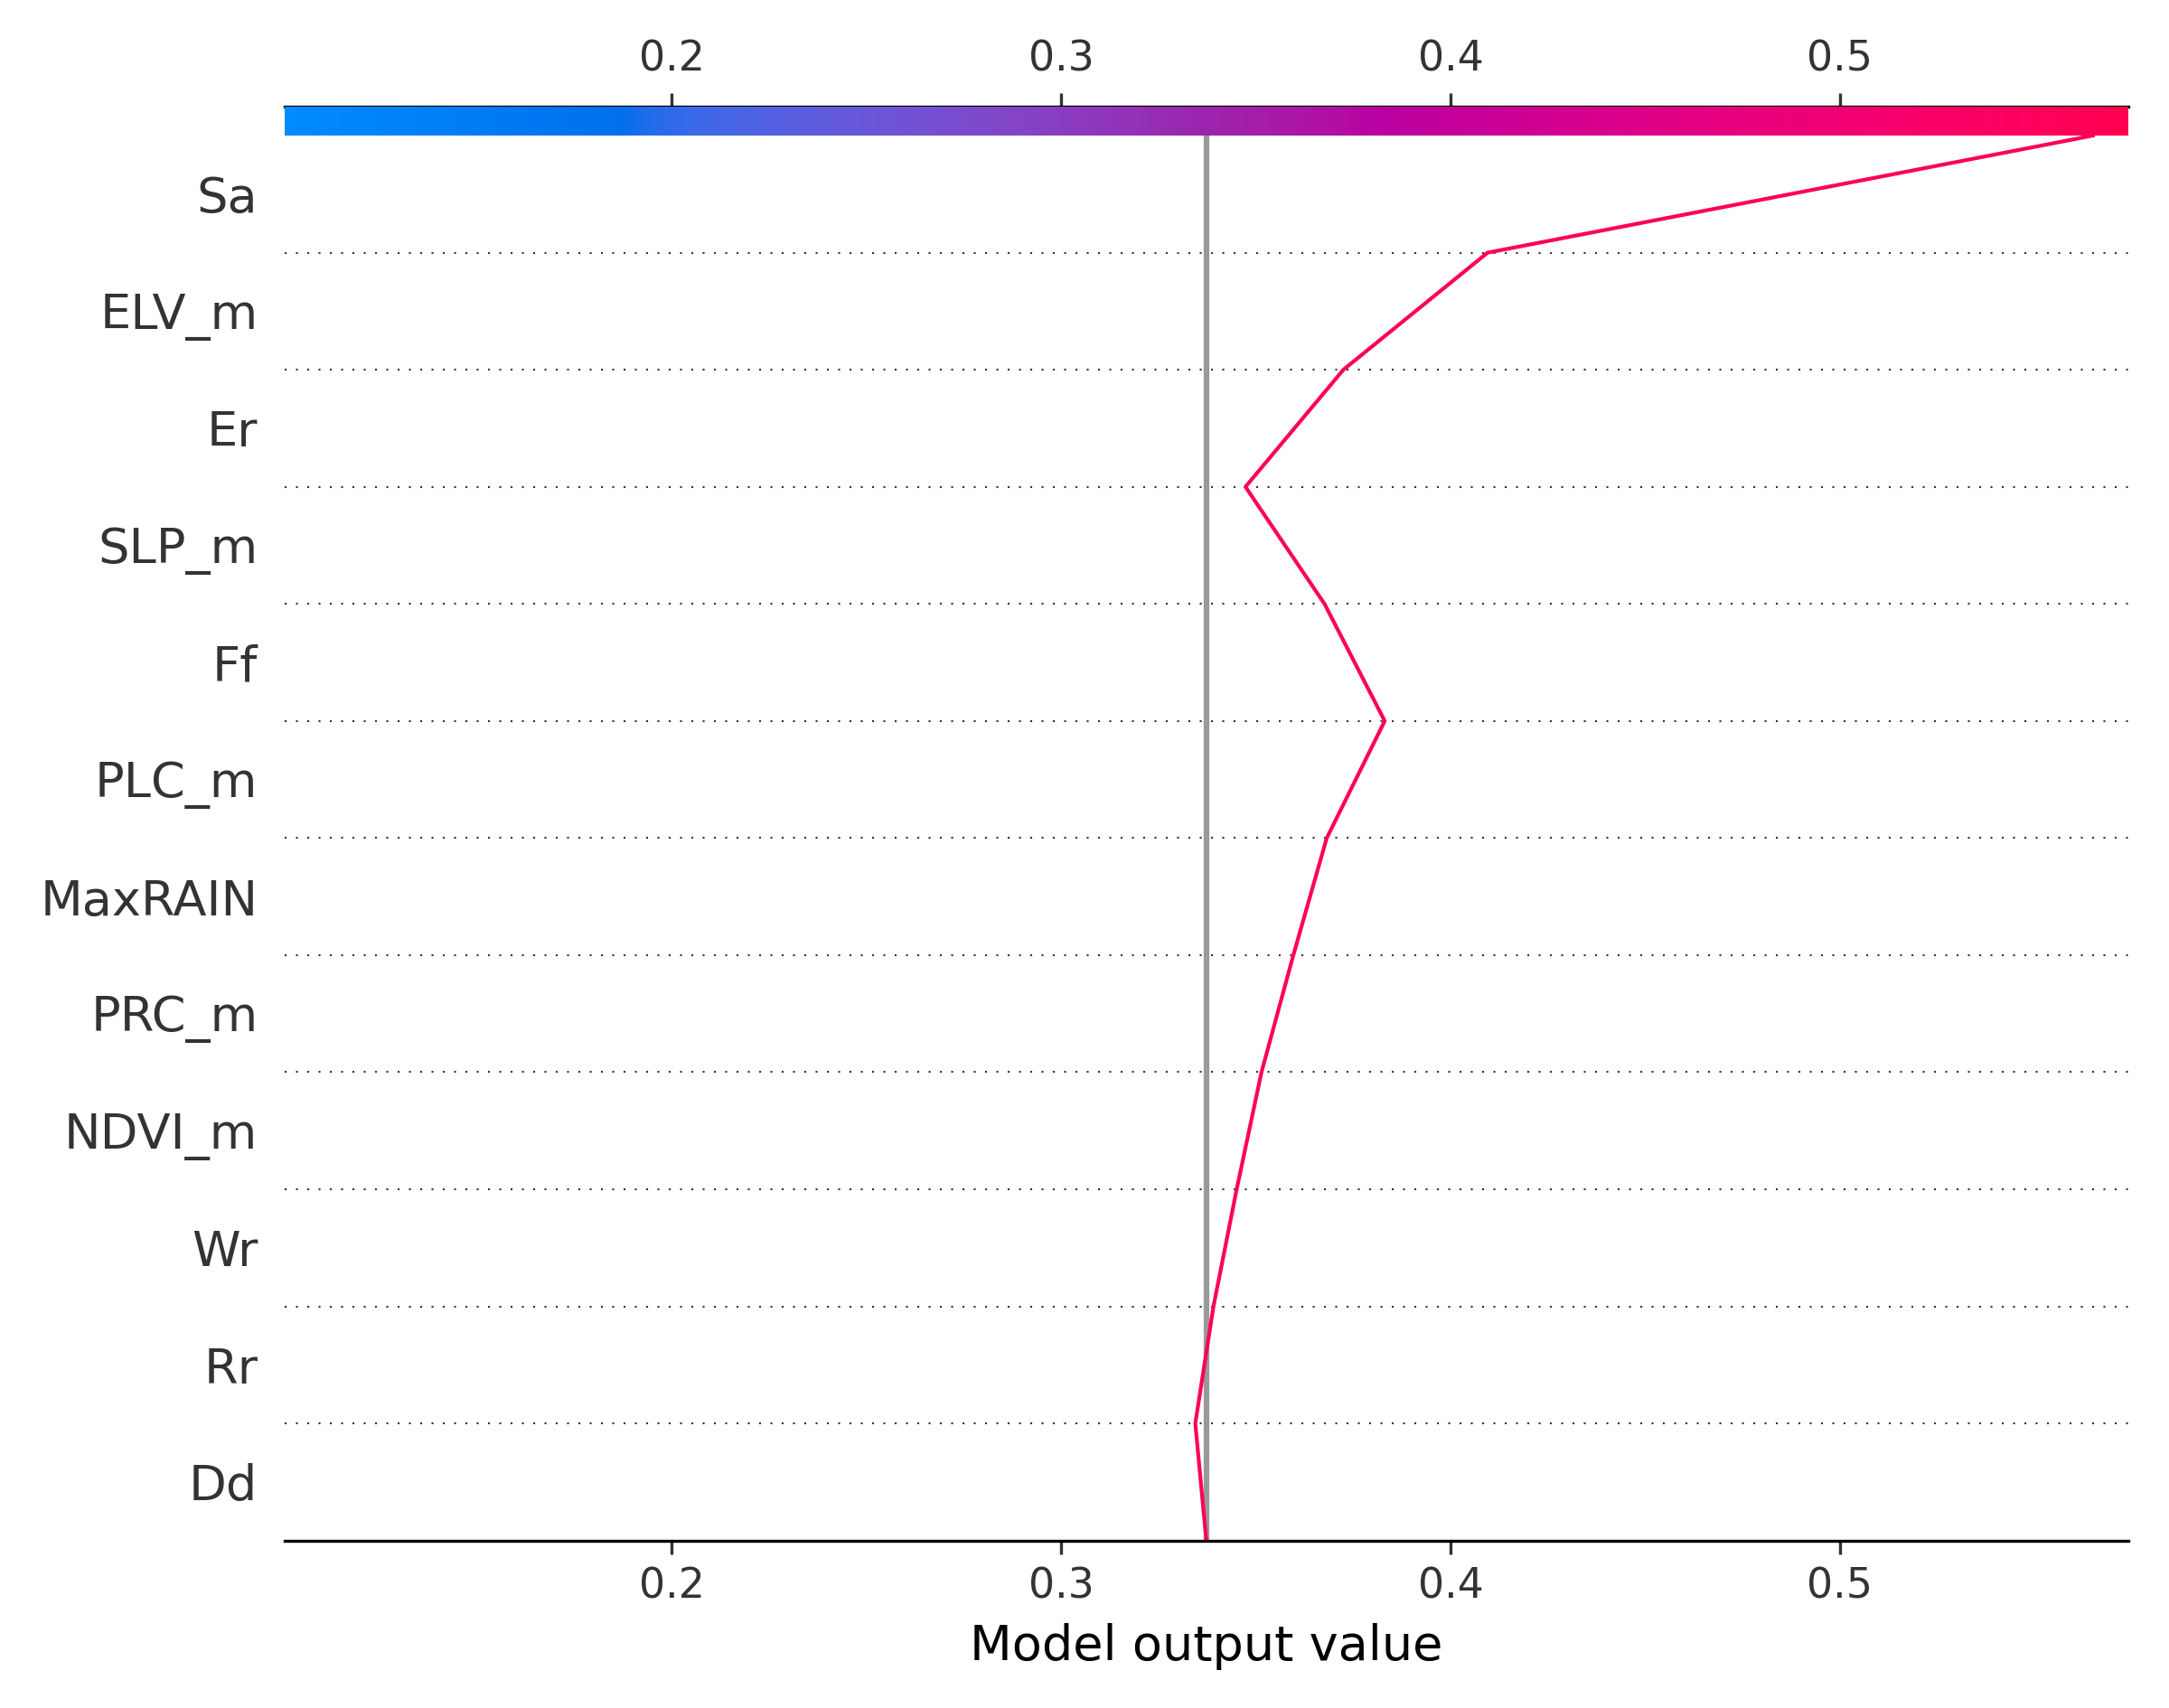 0.2 0.3 0.4 0.5
Sa
ELV_m
Er
SLP_m
Ff
PLC_m
MaxRAIN
PRC_m
NDVI_m
Wr
Rr
Dd
0.2 0.3 0.4 0.5
Model output value